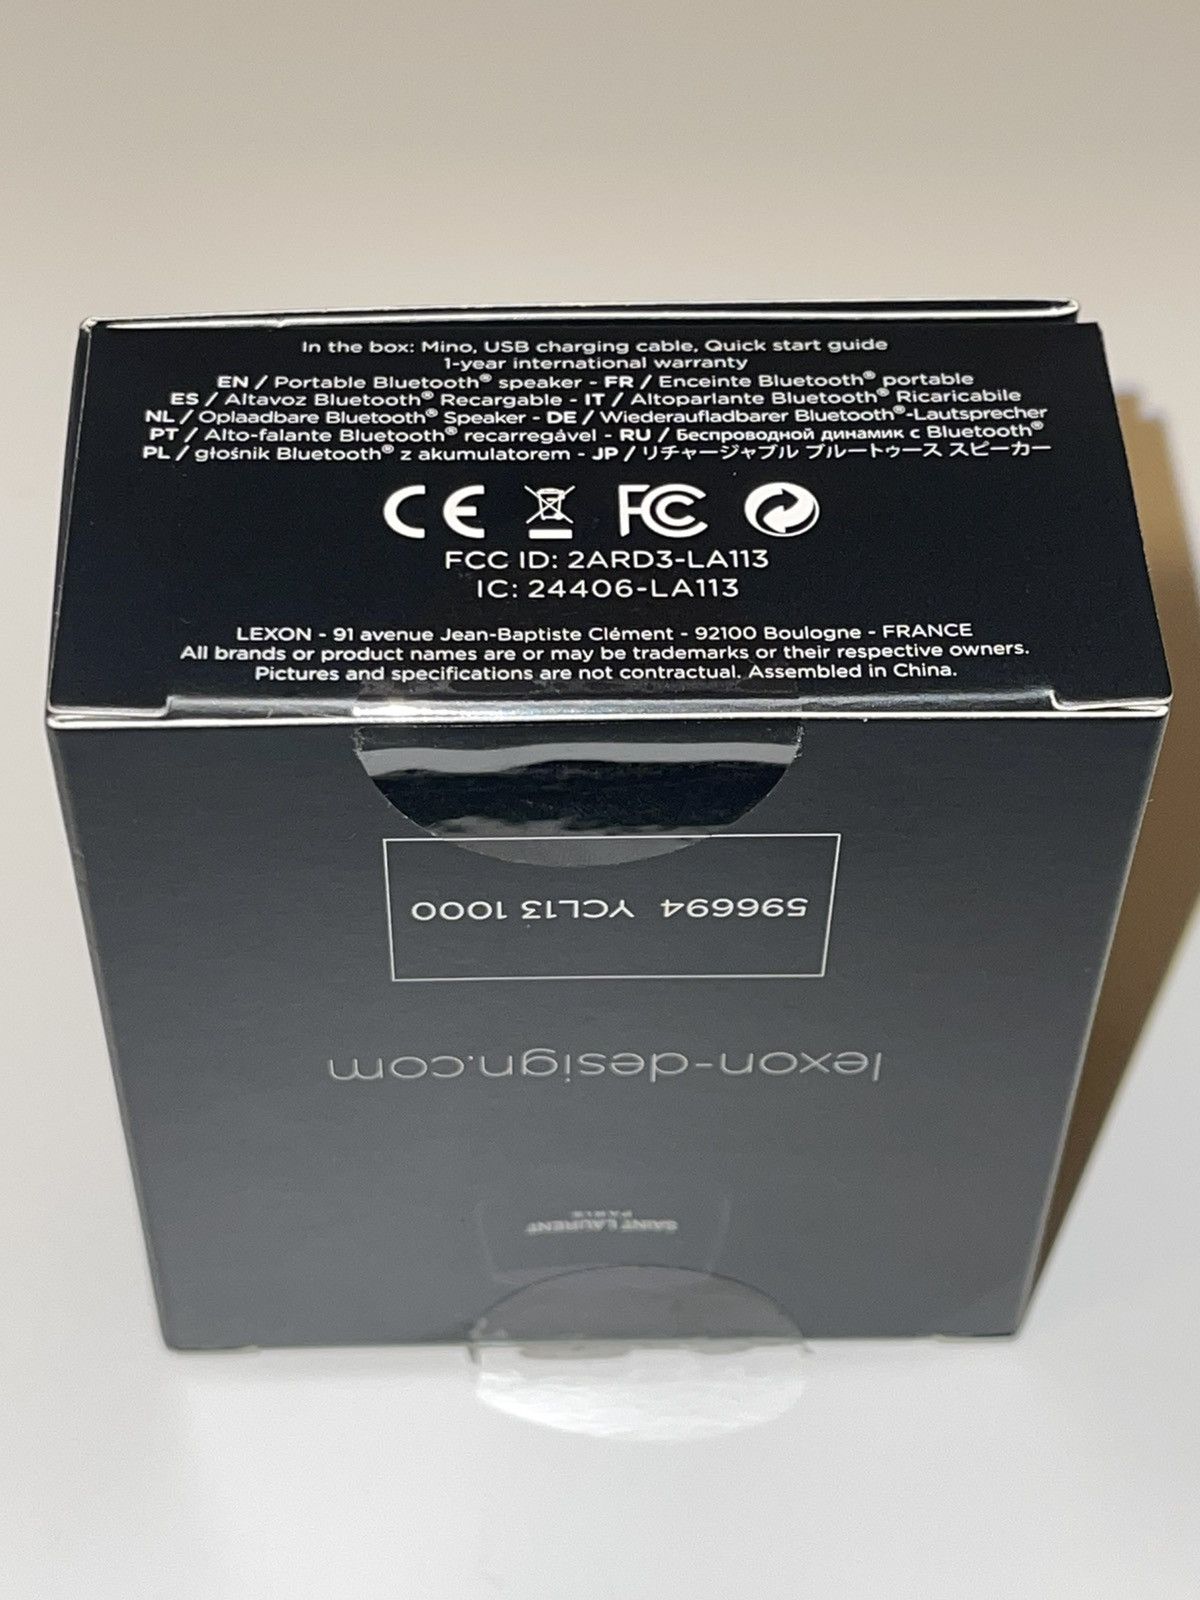 In the box: Mino, USB charging cable, Quick start guide
1-year international warranty
EN / Portable Bluetooth® speaker - FR / Enceinte Bluetooth® portable
ES / Altavoz Bluetooth® Recargable - IT / Altoparlante Bluetooth® Ricaricabile
NL / Oplaadbare Bluetooth® Speaker - DE / Wiederaufladbarer Bluetooth®-Lautsprecher
PT / Alto-falante Bluetooth® recarregável - RU / Беспроводной динамик с Bluetooth®
PL / głośnik Bluetooth® z akumulatorem - JP / リチャージャブル ブルートゥース スピーカー
CE FC
FCC ID: 2ARD3-LA113
IC: 24406-LA113
LEXON - 91 avenue Jean-Baptiste Clément - 92100 Boulogne - FRANCE
All brands or product names are or may be trademarks or their respective owners.
Pictures and specifications are not contractual. Assembled in China.
596694 YCL13 1000
lexon-design.com
SAINT LAURENT
PARIS